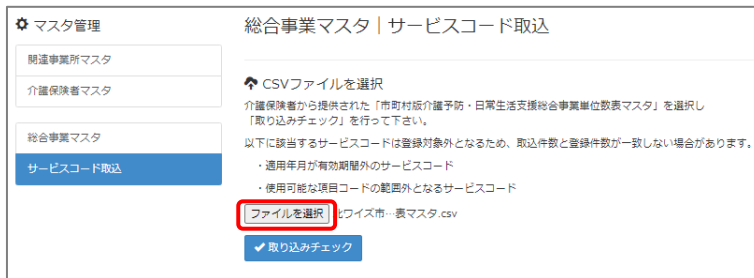 マスタ管理
総合事業マスタ｜サービスコード取込
関連事業所マスタ
介護保険者マスタ
総合事業マスタ
サービスコード取込
CSVファイルを選択
介護保険者から提供された「市町村版介護予防・日常生活支援総合事業単位数表マスタ」を選択し
「取り込みチェック」を行って下さい。
以下に該当するサービスコードは登録対象外となるため、取込件数と登録件数が一致しない場合があります。
・適用年月が有効期間外のサービスコード
・使用可能な項目コードの範囲外となるサービスコード
ファイルを選択 ワイズ市…表マスタ.csv
取り込みチェック